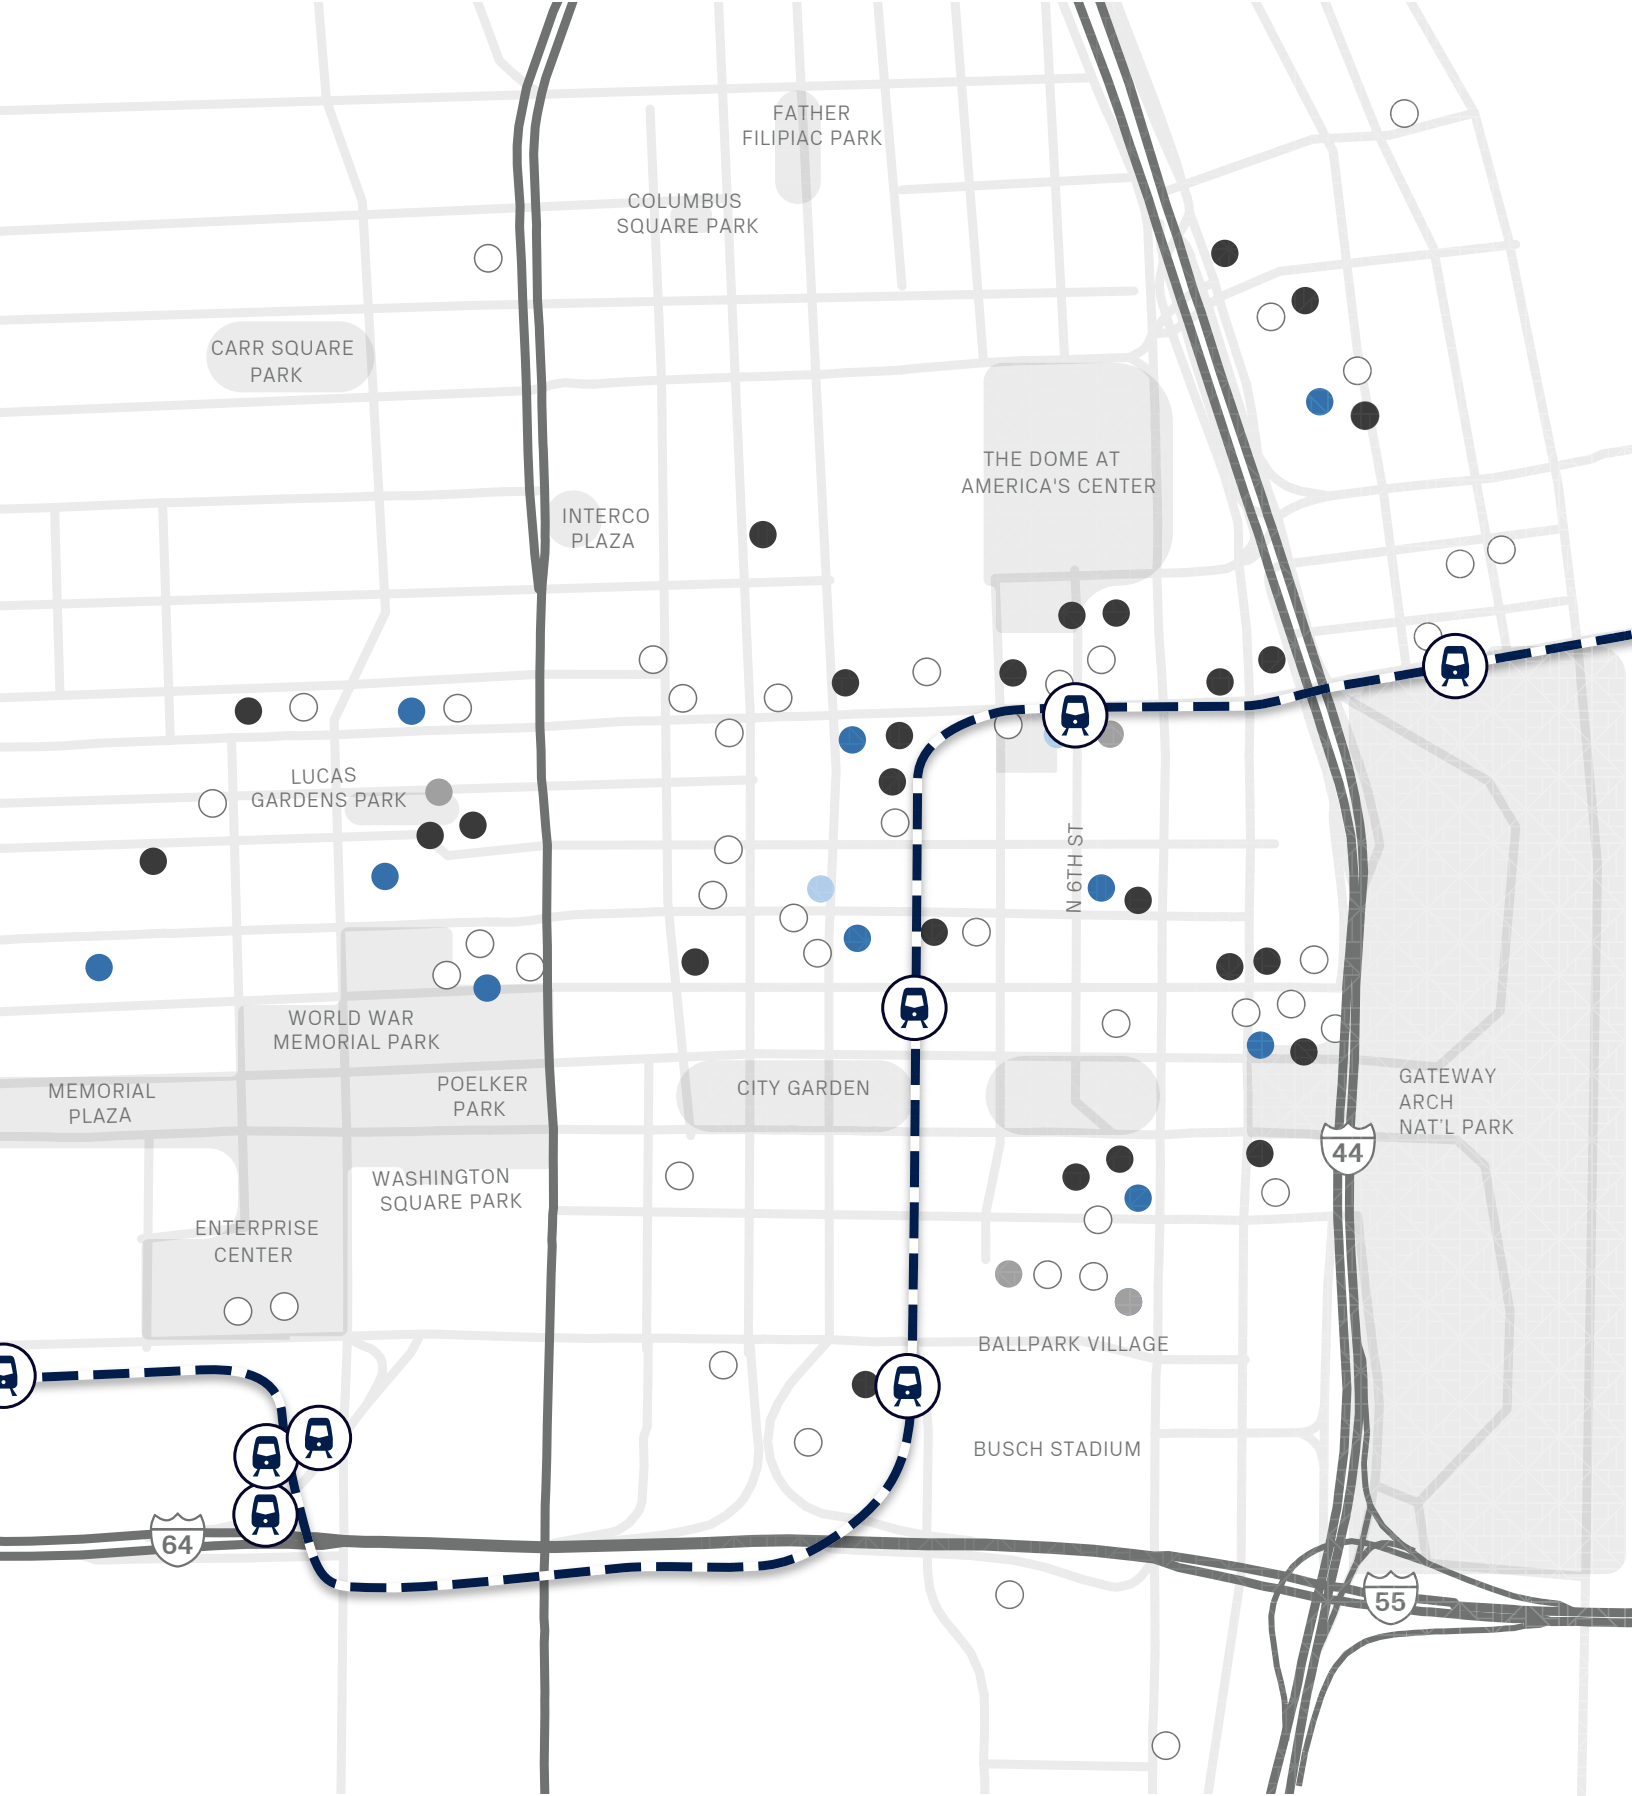 FATHER
FILIPIAC PARK
COLUMBUS
SQUARE PARK
CARR SQUARE
PARK
THE DOME AT
AMERICA'S CENTER
INTERCO
PLAZA
LUCAS
GARDENS PARK
N 6TH ST
WORLD WAR
MEMORIAL PARK
MEMORIAL
PLAZA
POELKER
PARK
CITY GARDEN
GATEWAY
ARCH
NAT'L PARK
44
WASHINGTON
SQUARE PARK
ENTERPRISE
CENTER
BALLPARK VILLAGE
BUSCH STADIUM
64
55